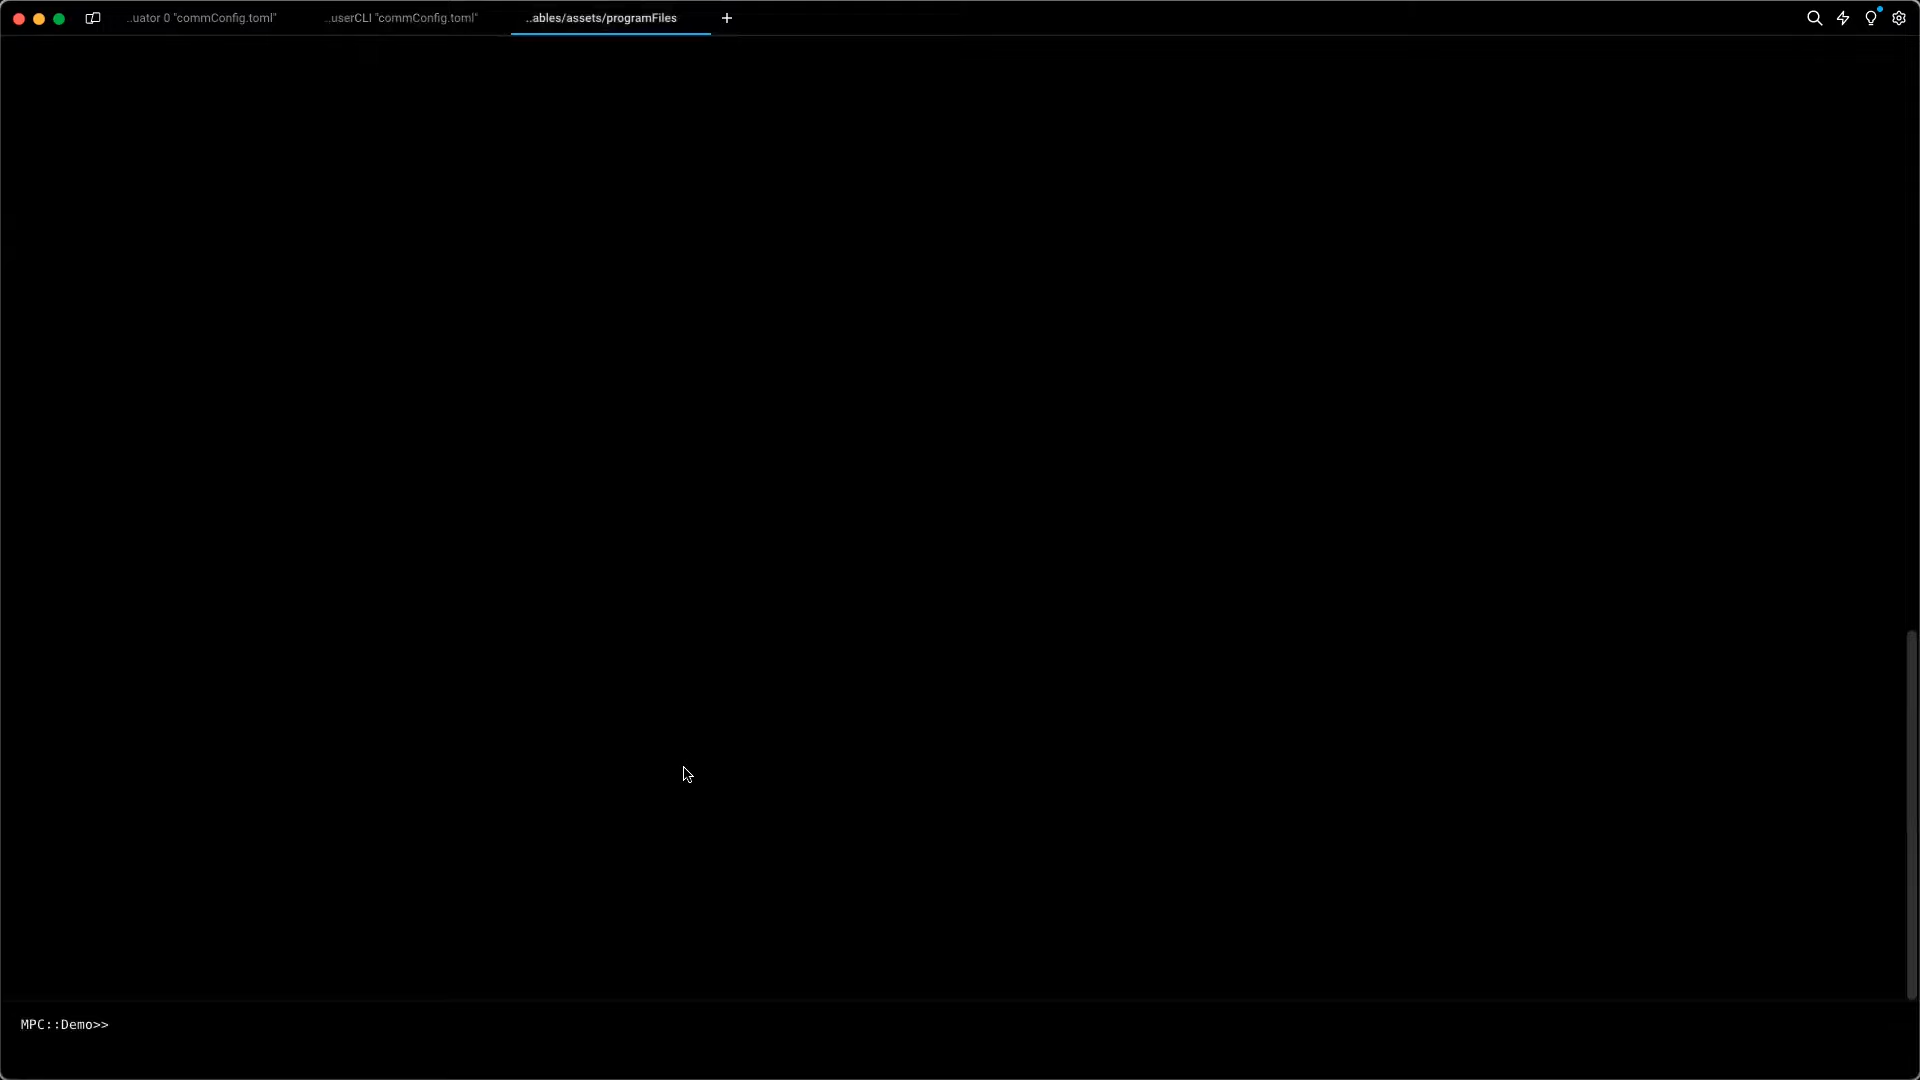 ..uator 0 "commConfig.toml"
..userCLI "commConfig.toml"
..ables/assets/programFiles
MPC::Demo>>